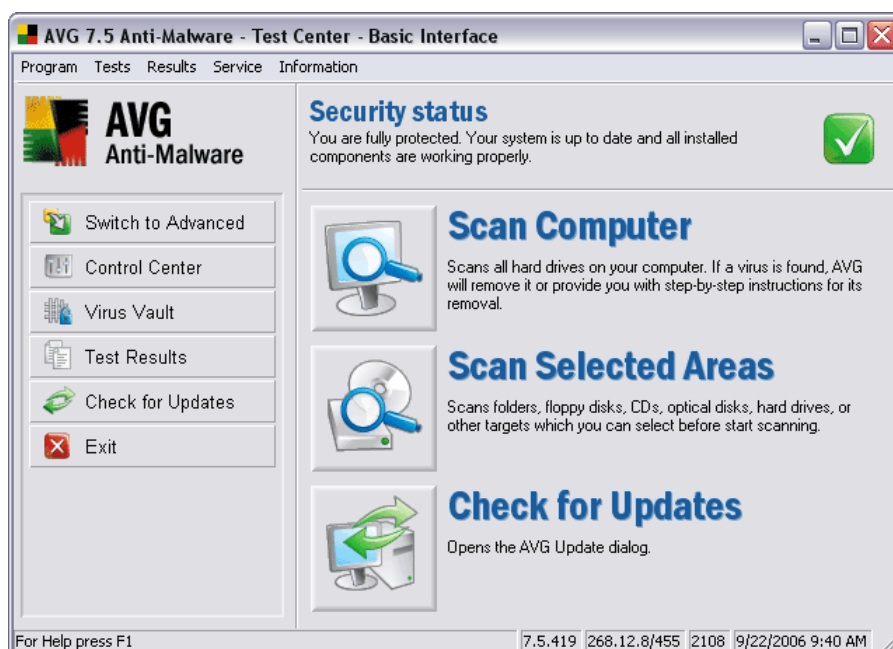 AVG 7.5 Anti-Malware - Test Center - Basic Interface
Program Tests Results Service Information
AVG
Anti-Malware
Switch to Advanced
Control Center
Virus Vault
Test Results
Check for Updates
Exit
Security status
You are fully protected. Your system is up to date and all installed
components are working properly.
Scan Computer
Scans all hard drives on your computer. If a virus is found, AVG
will remove it or provide you with step-by-step instructions for its
removal.
Scan Selected Areas
Scans folders, floppy disks, CDs, optical disks, hard drives, or
other targets which you can select before start scanning.
Check for Updates
Opens the AVG Update dialog.
For Help press F1
7.5.419 268.12.8/455 2108 9/22/2006 9:40 AM